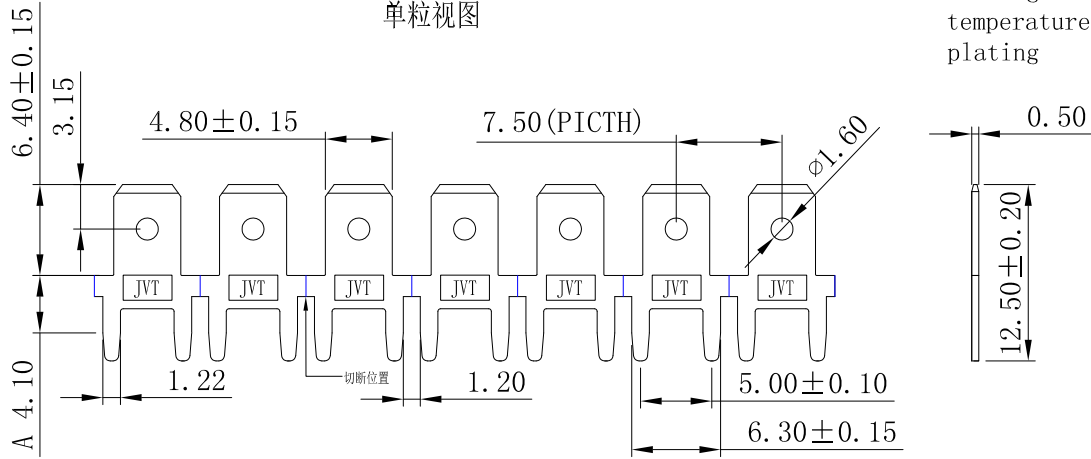 单粒视图
temperature
plating
6.40±0.15
3.15
4.80±0.15
7.50(PICTH)
ø1.60
0.50
JVT
JVT
JVT
JVT
JVT
JVT
JVT
12.50±0.20
A 4.10
1.22
切断位置
1.20
5.00±0.10
6.30±0.15